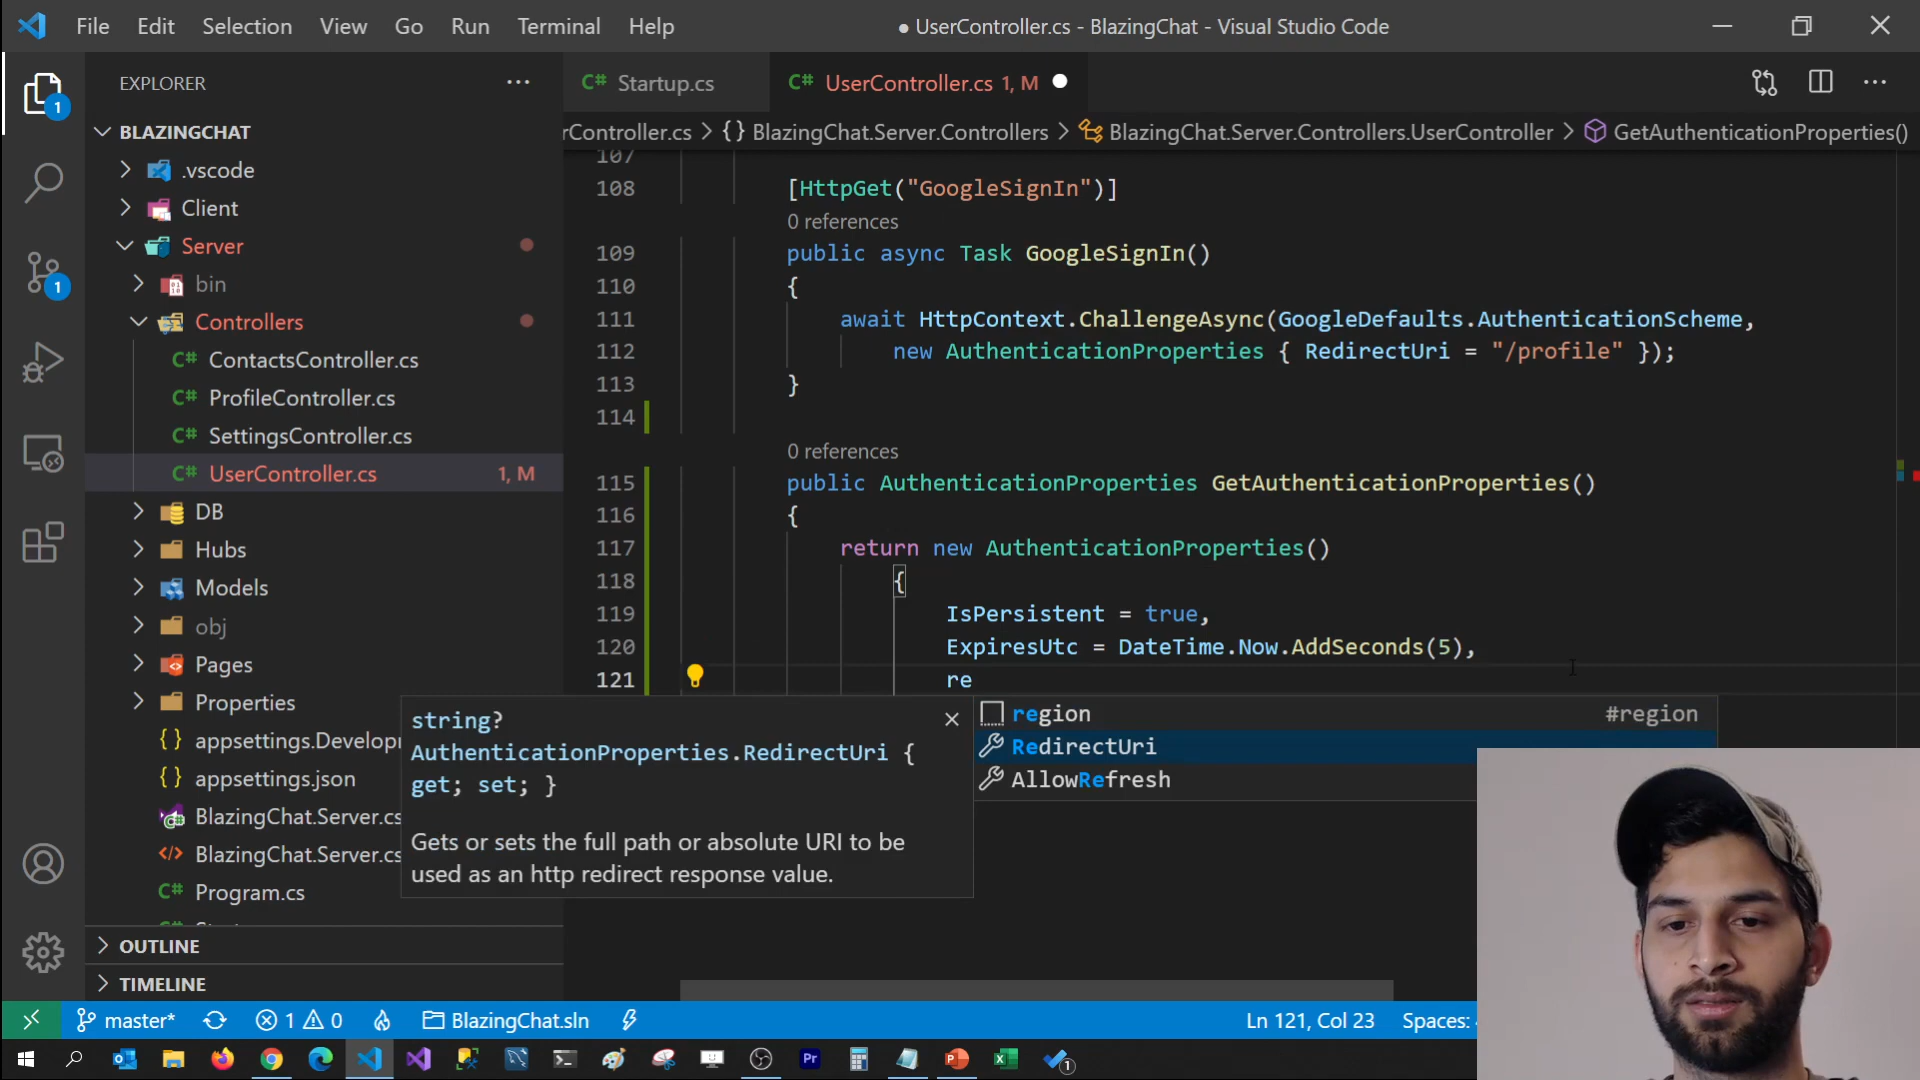 File Edit Selection View Go Run Terminal Help
● UserController.cs - BlazingChat - Visual Studio Code
EXPLORER
BLAZINGCHAT
.vscode
Client
Server
bin
Controllers
C# ContactsController.cs
C# ProfileController.cs
C# SettingsController.cs
C# UserController.cs 1, M
DB
Hubs
Models
obj
Pages
Properties
{} appsettings.Develop
{} appsettings.json
BlazingChat.Server.cs
BlazingChat.Server.cs
C# Program.cs
OUTLINE
TIMELINE
1
1
C# Startup.cs
C# UserController.cs 1, M
rController.cs > {} BlazingChat.Server.Controllers > BlazingChat.Server.Controllers.UserController > GetAuthenticationProperties()
107
108 [HttpGet("GoogleSignIn")]
0 references
109 public async Task GoogleSignIn()
110 {
111 await HttpContext.ChallengeAsync(GoogleDefaults.AuthenticationScheme,
112 new AuthenticationProperties { RedirectUri = "/profile" });
113 }
114
0 references
115 public AuthenticationProperties GetAuthenticationProperties()
116 {
117 return new AuthenticationProperties()
118 {
119 IsPersistent = true,
120 ExpiresUtc = DateTime.Now.AddSeconds(5),
121 re
region #region
RedirectUri
AllowRefresh
string?
AuthenticationProperties.RedirectUri {
get; set; }
Gets or sets the full path or absolute URI to be
used as an http redirect response value.
master* 1 0 BlazingChat.sln
Ln 121, Col 23 Spaces:
Pr
1